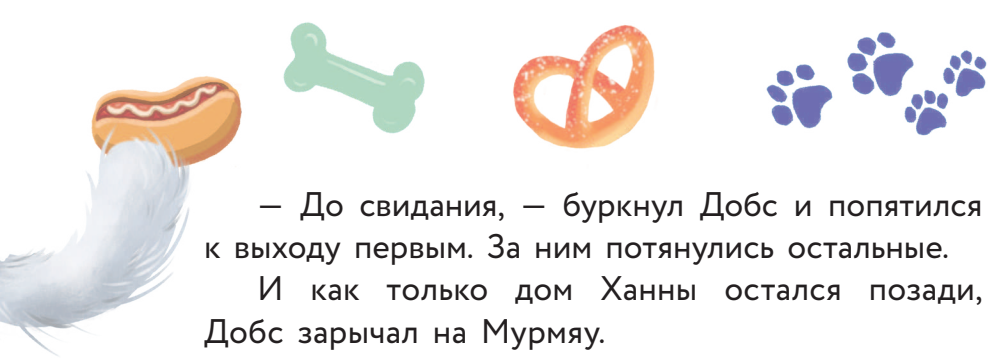 — До свидания, — буркнул Добс и попятился
к выходу первым. За ним потянулись остальные.
И как только дом Ханны остался позади,
Добс зарычал на Мурмяу.